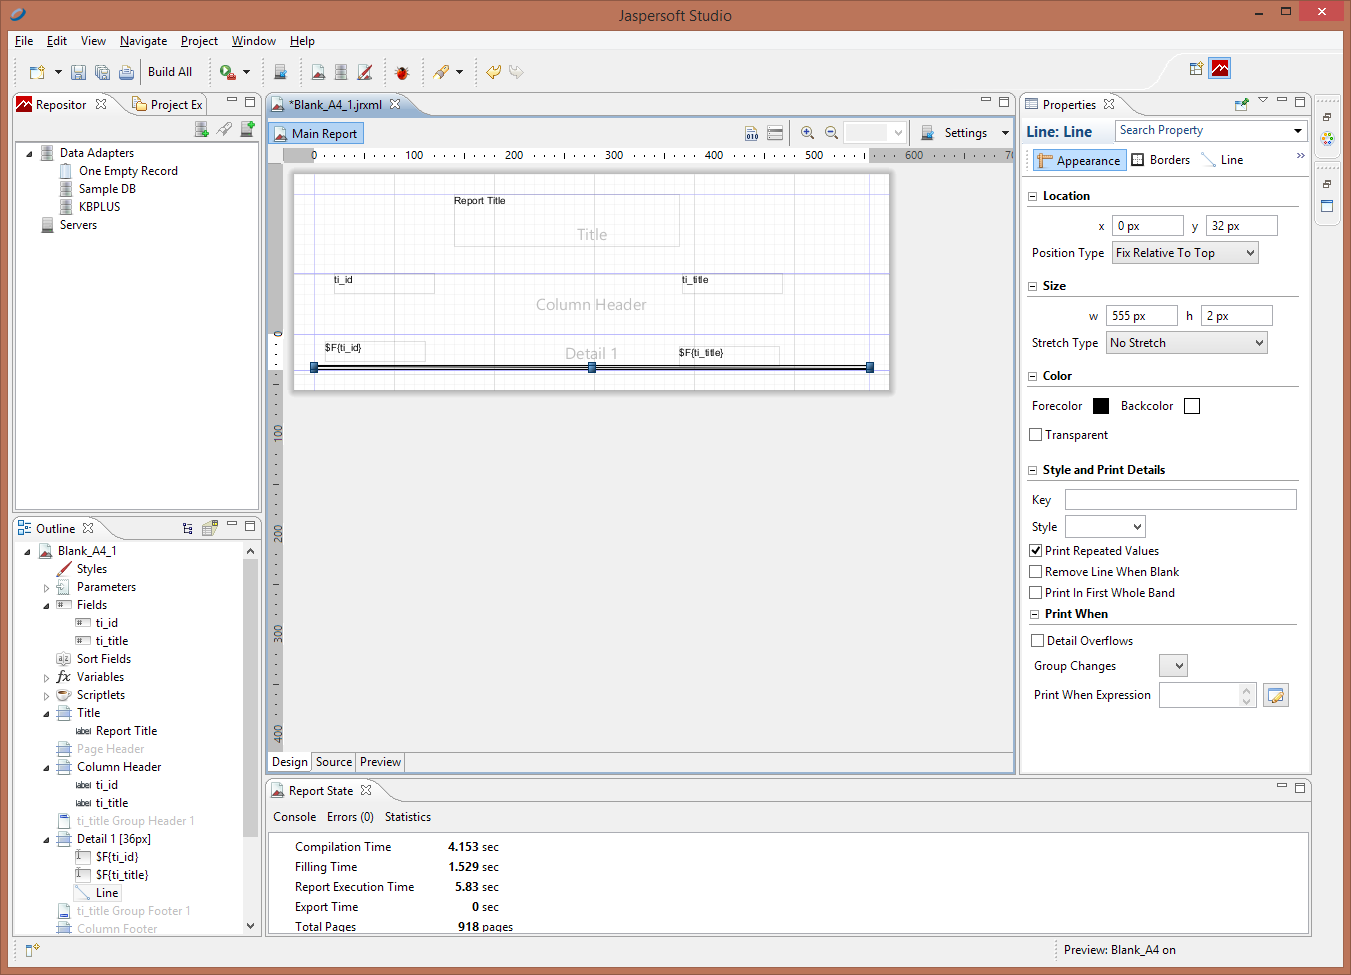 Jaspersoft Studio
File Edit View Navigate Project Window Help
Build All
Repositor
Project Ex
Data Adapters
One Empty Record
Sample DB
KBPLUS
Servers
*Blank_A4_1.jrxml
Main Report
Settings
0 100 200 300 400 500 600 70
0
100
200
300
400
Report Title
Title
ti_id
ti_title
Column Header
$F{ti_id}
Detail 1
$F{ti_title}
Design Source Preview
Outline
Blank_A4_1
Styles
Parameters
Fields
ti_id
ti_title
Sort Fields
Variables
Scriptlets
Title
label Report Title
Page Header
Column Header
label ti_id
label ti_title
ti_title Group Header 1
Detail 1 [36px]
$F{ti_id}
$F{ti_title}
Line
ti_title Group Footer 1
Column Footer
Report State
Console Errors (0) Statistics
Compilation Time 4.153 sec
Filling Time 1.529 sec
Report Execution Time 5.83 sec
Export Time 0 sec
Total Pages 918 pages
Properties
Line: Line
Search Property
Appearance
Borders
Line
»
Location
x 0 px y 32 px
Position Type Fix Relative To Top
Size
w 555 px h 2 px
Stretch Type No Stretch
Color
Forecolor Backcolor
Transparent
Style and Print Details
Key
Style
Print Repeated Values
Remove Line When Blank
Print In First Whole Band
Print When
Detail Overflows
Group Changes
Print When Expression
Preview: Blank_A4 on